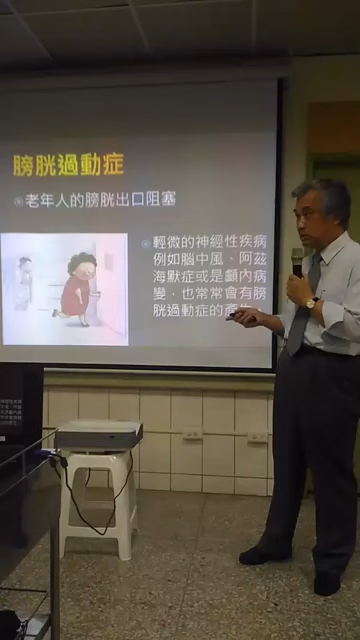 膀胱過動症
老年人的膀胱出口阻塞
輕微的神經性疾病
例如腦中風、阿茲
海默症或是顱內病
變，也常常會有膀
胱過動症的產生